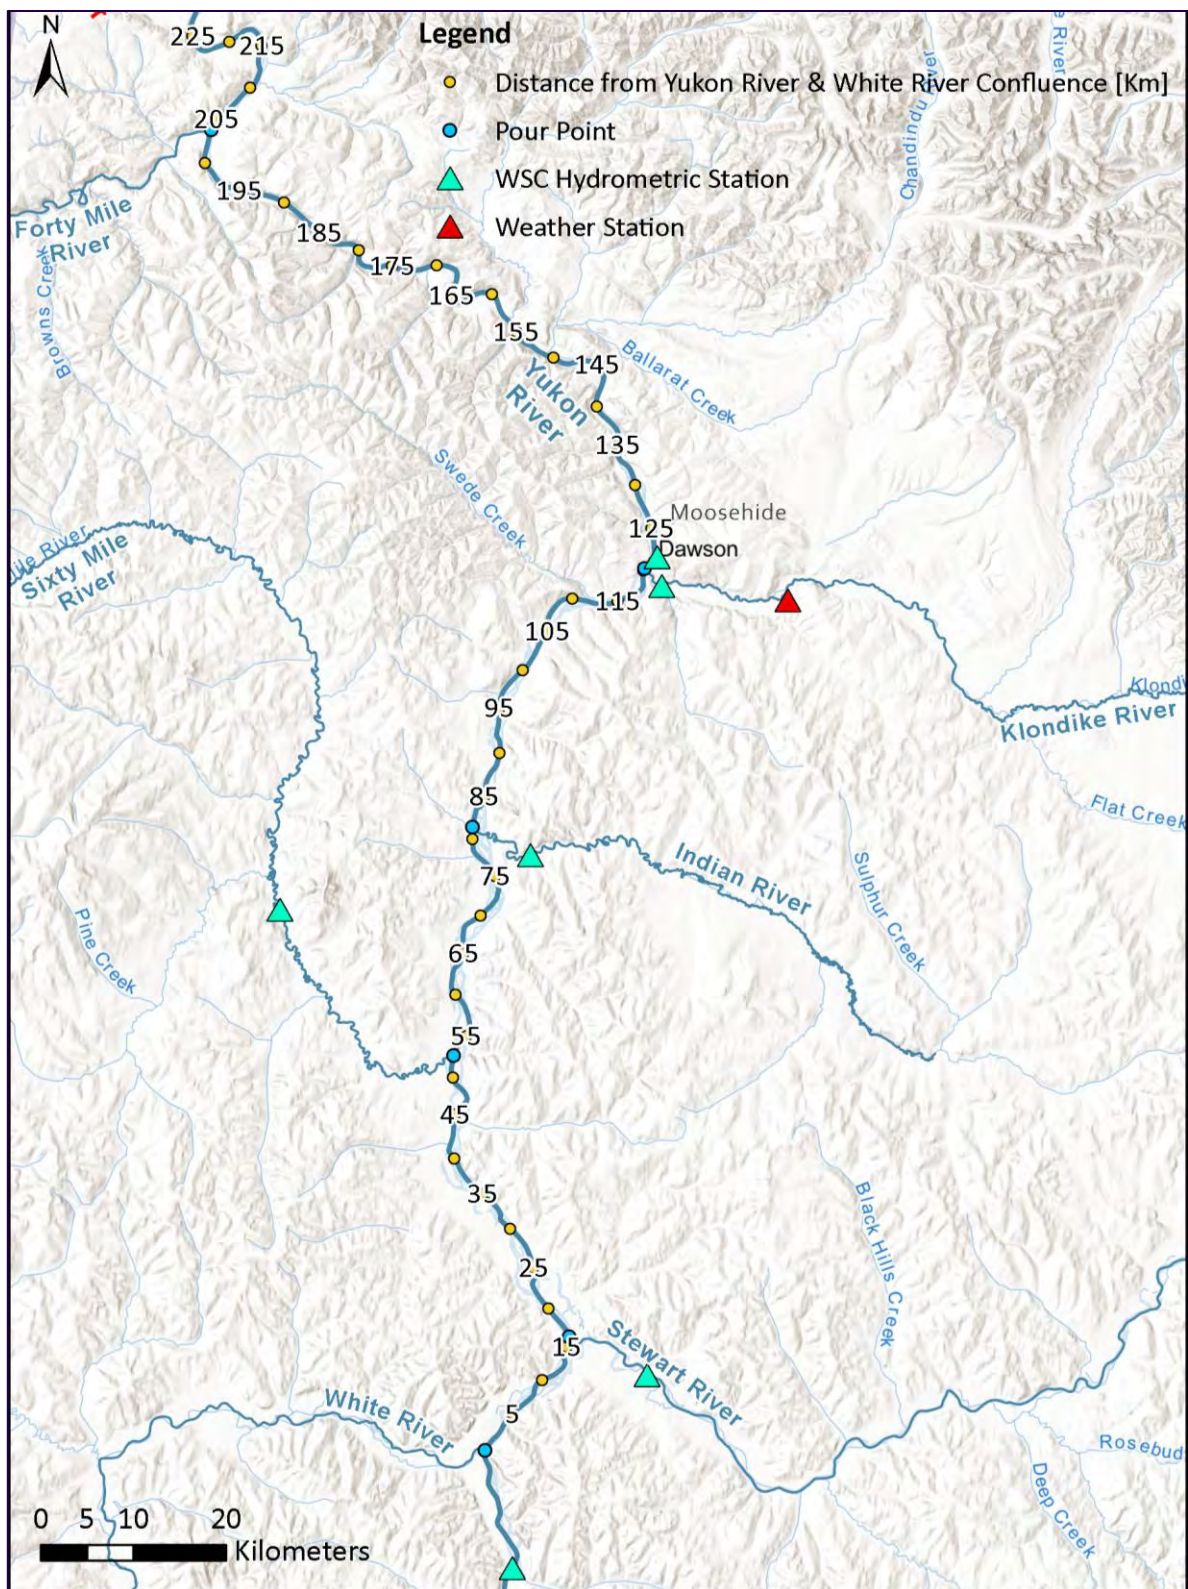 N
Legend
Distance from Yukon River & White River Confluence [Km]
Pour Point
WSC Hydrometric Station
Weather Station
225
215
205
195
185
175
165
155
145
135
125
115
105
95
85
75
65
55
45
35
25
15
5
Chandindu River
River
Forty Mile
River
Browns Creek
Ballarat Creek
Yukon
River
Swede Creek
Moosehide
Dawson
Sixty Mile
River
River
Klondike River
Flat Creek
Indian River
Sulphur Creek
Pine Creek
Black Hills Creek
Stewart River
White River
Rosebud
Deep Creek
0 5 10 20
Kilometers